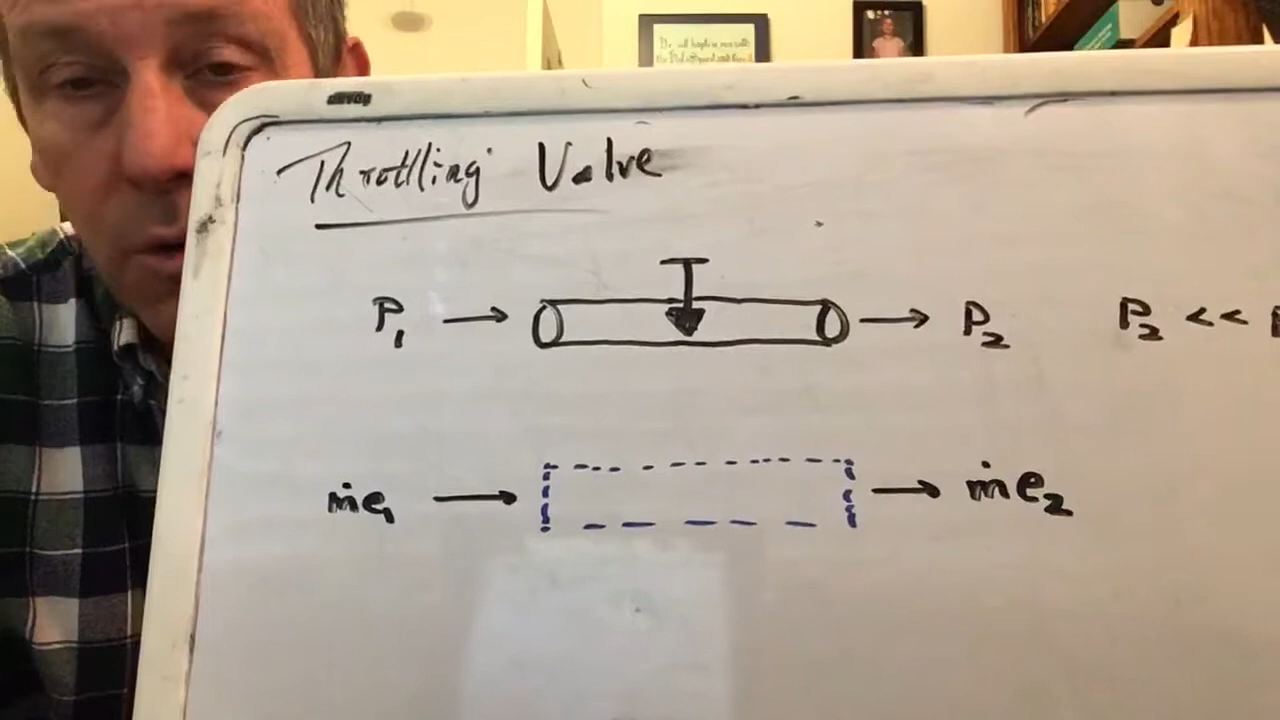 Throttling Valve
P₁ → → P₂ P₂ <<
ṁe₁ → → ṁe₂